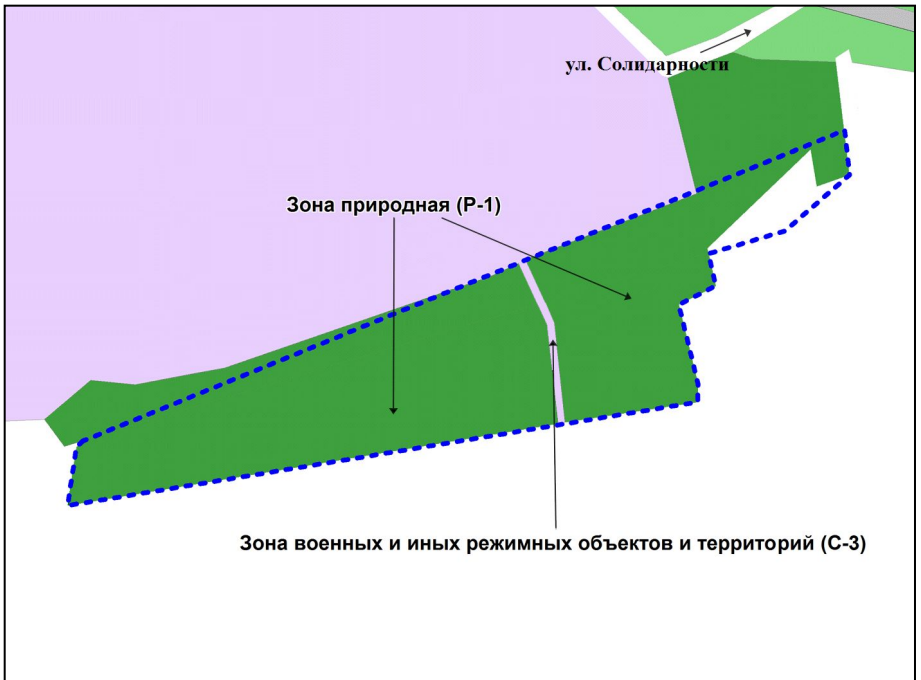 ул. Солидарности
Зона природная (Р-1)
Зона военных и иных режимных объектов и территорий (С-3)